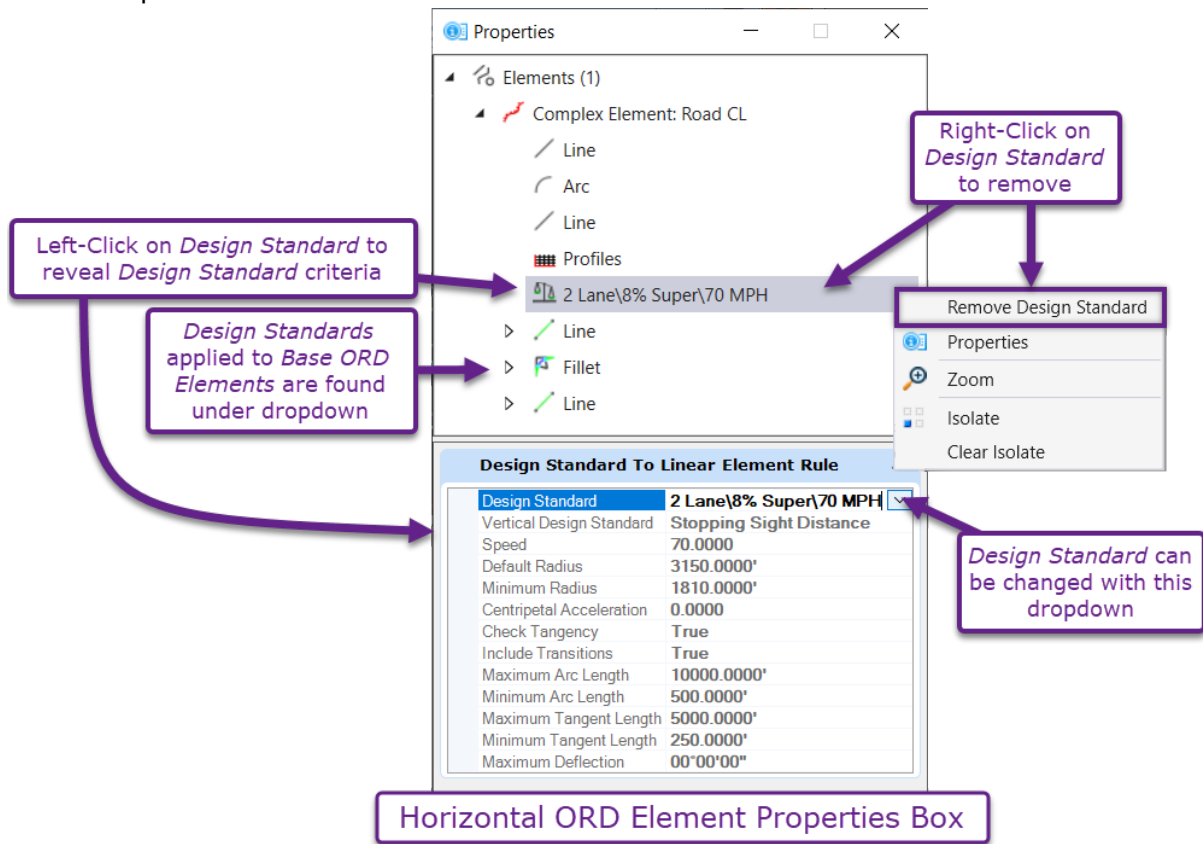 Properties
Elements (1)
Complex Element: Road CL
Line
Arc
Line
Profiles
2 Lane\8% Super\70 MPH
Line
Fillet
Line
Right-Click on
Design Standard
to remove
Left-Click on Design Standard to
reveal Design Standard criteria
Design Standards
applied to Base ORD
Elements are found
under dropdown
Remove Design Standard
Properties
Zoom
Isolate
Clear Isolate
Design Standard To Linear Element Rule
Design Standard 2 Lane\8% Super\70 MPH
Vertical Design Standard Stopping Sight Distance
Speed 70.0000
Default Radius 3150.0000'
Minimum Radius 1810.0000'
Centripetal Acceleration 0.0000
Check Tangency True
Include Transitions True
Maximum Arc Length 10000.0000'
Minimum Arc Length 500.0000'
Maximum Tangent Length 5000.0000'
Minimum Tangent Length 250.0000'
Maximum Deflection 00°00'00"
Design Standard can
be changed with this
dropdown
Horizontal ORD Element Properties Box